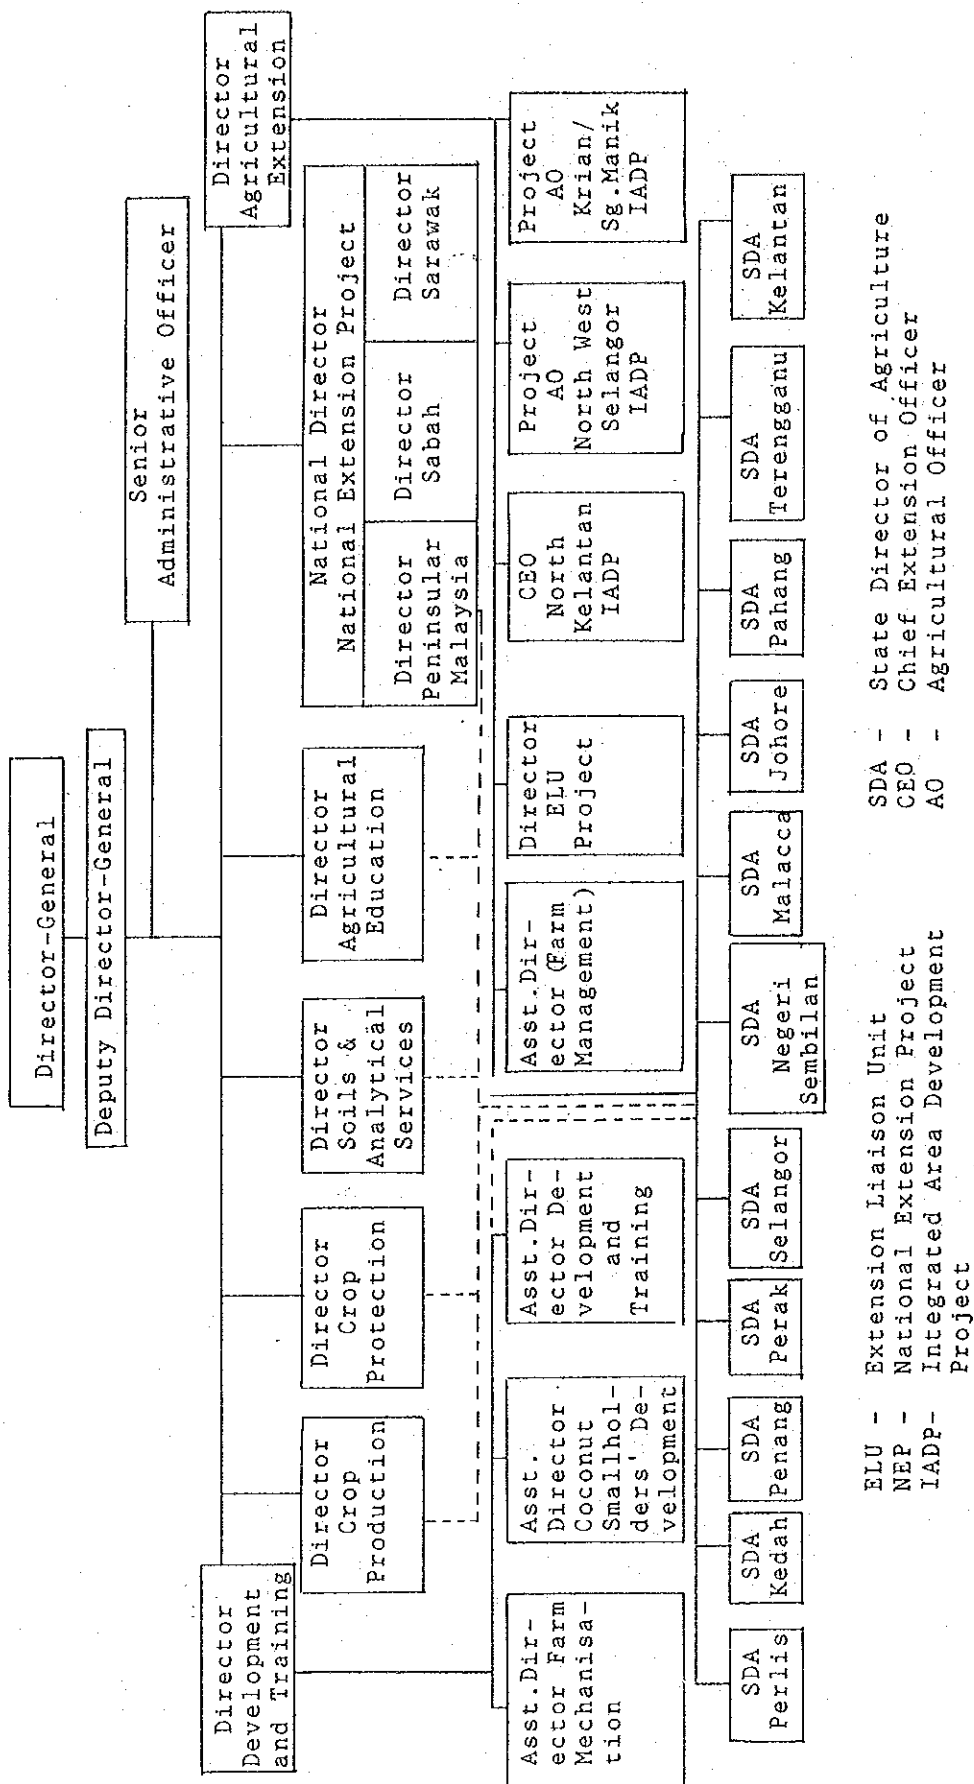 Director-General
Deputy Director-General
Senior
Administrative Officer
Director
Development
and Training
Director
Agricultural
Extension
Director
Crop
Production
Director
Crop
Protection
Director
Soils &
Analytical
Services
Director
Agricultural
Education
National Director
National Extension Project
Director
Peninsular
Malaysia
Director
Sabah
Director
Sarawak
Asst.Dir-
ector Farm
Mechanisa-
tion
Asst.
Director
Coconut
Smallhol-
ders' De-
velopment
Asst.Dir-
ector De-
velopment
and
Training
Asst.Dir-
ector (Farm
Management)
Director
ELU
Project
CEO
North
Kelantan
IADP
Project
AO
North West
Selangor
IADP
Project
AO
Krian/
Sg.Manik
IADP
SDA
Perlis
SDA
Kedah
SDA
Penang
SDA
Perak
SDA
Selangor
SDA
Negeri
Sembilan
SDA
Malacca
SDA
Johore
SDA
Pahang
SDA
Terengganu
SDA
Kelantan
ELU - Extension Liaison Unit
NEP - National Extension Project
IADP- Integrated Area Development
Project
SDA - State Director of Agriculture
CEO - Chief Extension Officer
AO - Agricultural Officer